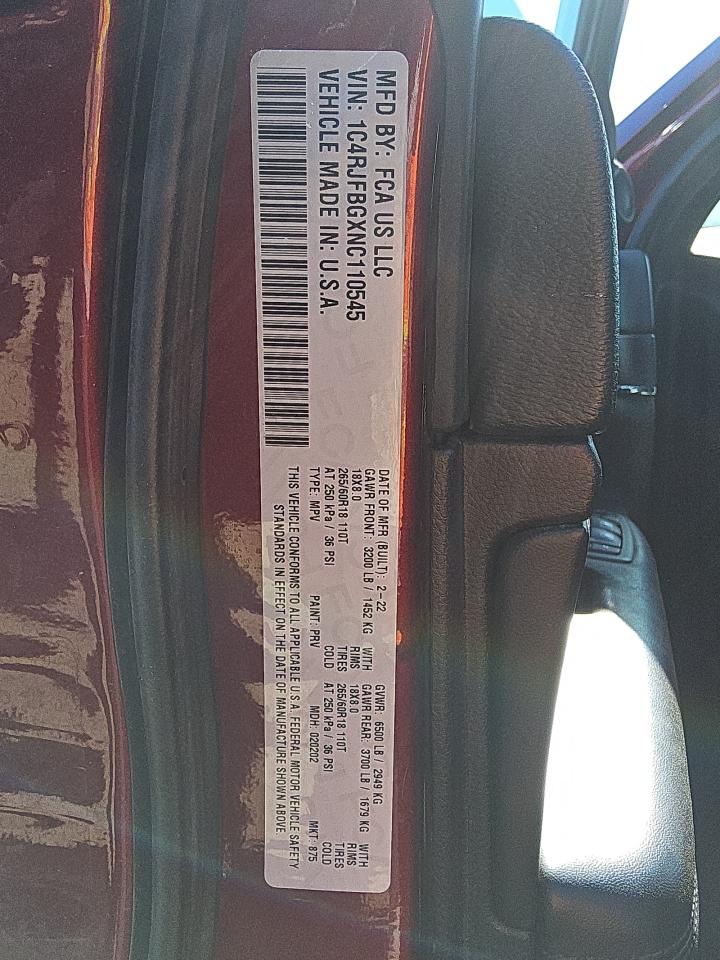 MFD BY: FCA US LLC
VIN: 1C4RJFBGXNC110545
VEHICLE MADE IN: U.S.A.
DATE OF MFR (BUILT): 2-22 GVWR: 6500 LB / 2949 KG
GAWR FRONT: 3200 LB / 1452 KG WITH GAWR REAR: 3700 LB / 1679 KG WITH
18X8.0 RIMS 18X8.0 RIMS
265/60R18 110T TIRES 265/60R18 110T TIRES
AT 250 kPa / 36 PSI COLD AT 250 kPa / 36 PSI COLD
TYPE: MPV PAINT: PRV MDH: 020202 MKT: 875
THIS VEHICLE CONFORMS TO ALL APPLICABLE U.S.A. FEDERAL MOTOR VEHICLE SAFETY
STANDARDS IN EFFECT ON THE DATE OF MANUFACTURE SHOWN ABOVE.